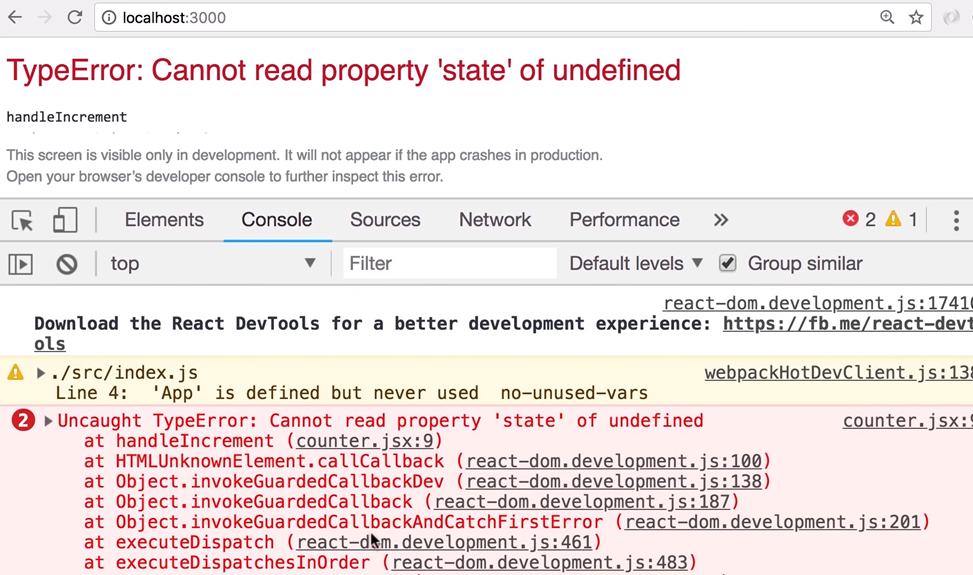 localhost:3000
TypeError: Cannot read property 'state' of undefined
handleIncrement
This screen is visible only in development. It will not appear if the app crashes in production.
Open your browser's developer console to further inspect this error.
Elements Console Sources Network Performance » 2 1
top Filter Default levels Group similar
react-dom.development.js:17410
Download the React DevTools for a better development experience: https://fb.me/react-devt
ols
./src/index.js webpackHotDevClient.js:138
Line 4: 'App' is defined but never used no-unused-vars
2 Uncaught TypeError: Cannot read property 'state' of undefined counter.jsx:9
at handleIncrement (counter.jsx:9)
at HTMLUnknownElement.callCallback (react-dom.development.js:100)
at Object.invokeGuardedCallbackDev (react-dom.development.js:138)
at Object.invokeGuardedCallback (react-dom.development.js:187)
at Object.invokeGuardedCallbackAndCatchFirstError (react-dom.development.js:201)
at executeDispatch (react-dom.development.js:461)
at executeDispatchesInOrder (react-dom.development.js:483)